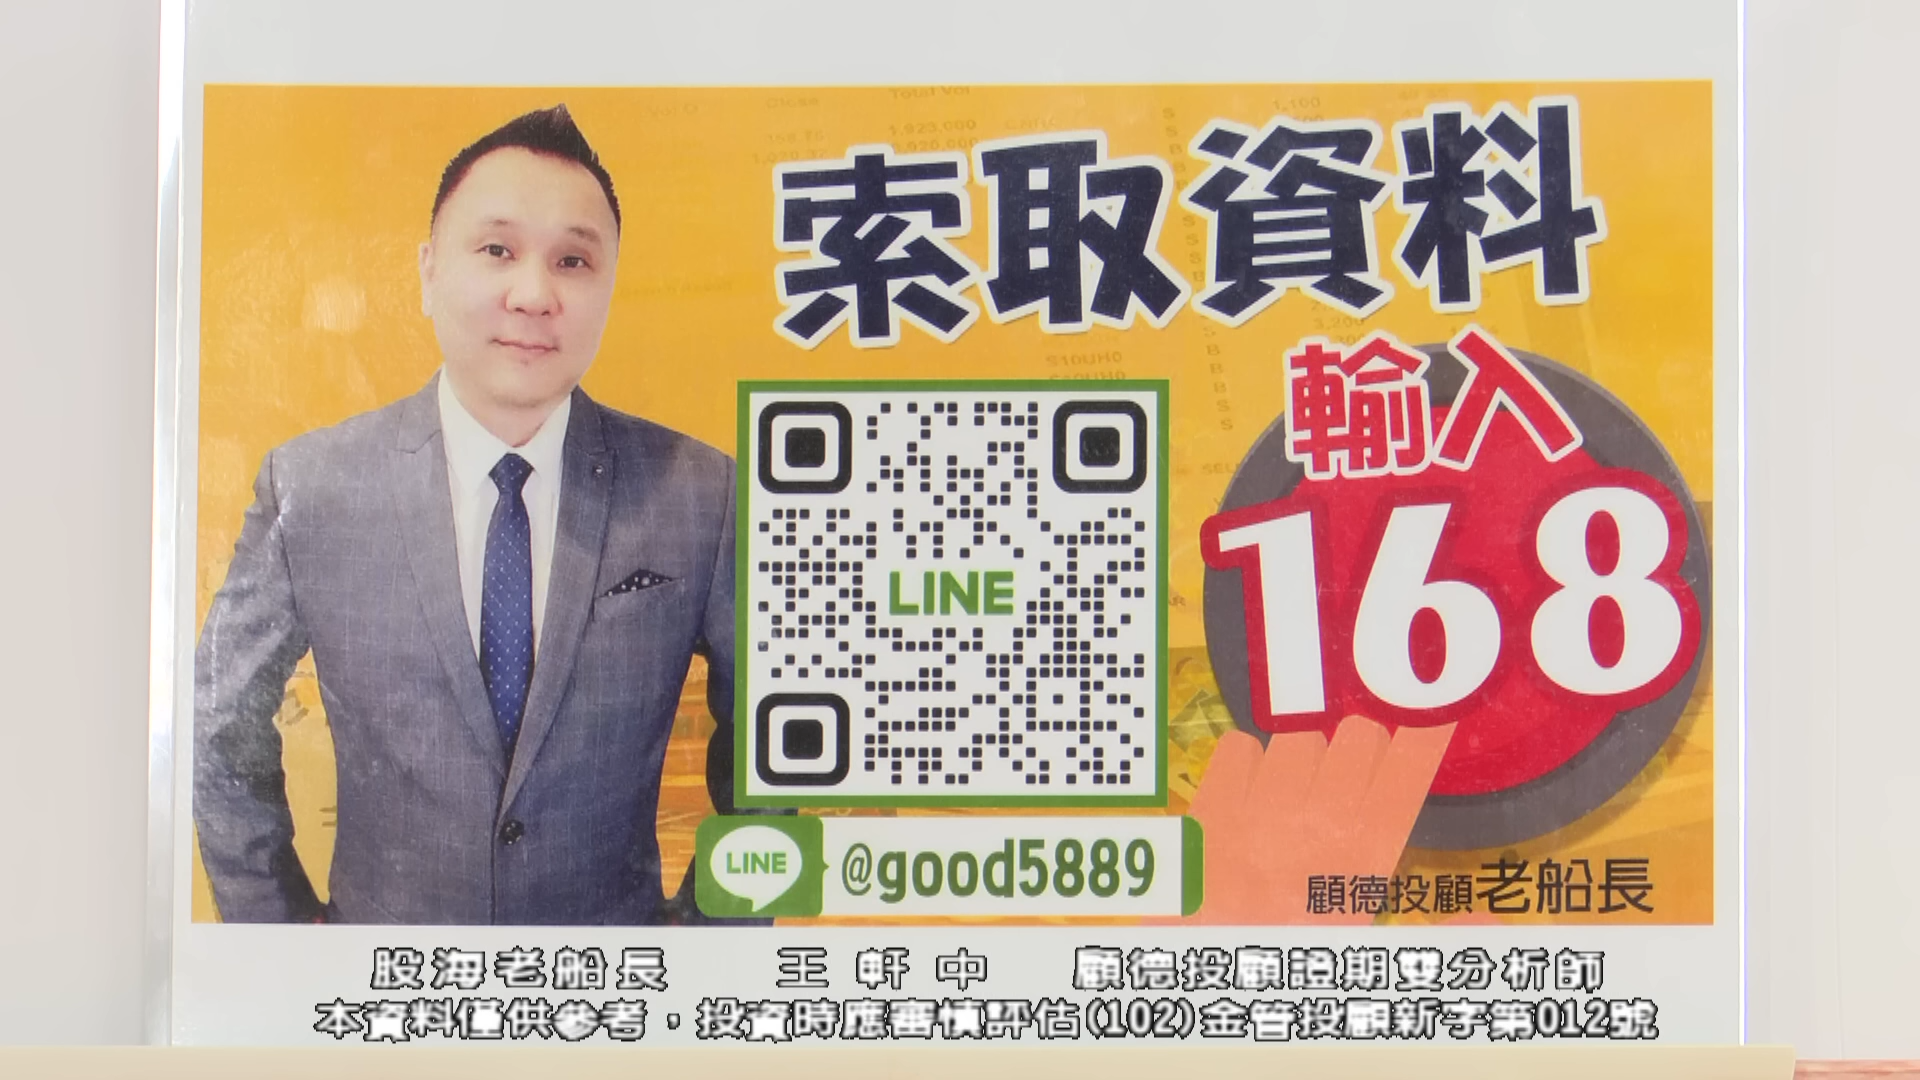 索取資料
輸入
168
LINE
LINE @good5889
顧德投顧老船長
股海老船長 王軒中 顧德投顧證期雙分析師
本資料僅供參考,投資時應審慎評估(102)金管投顧新字第012號